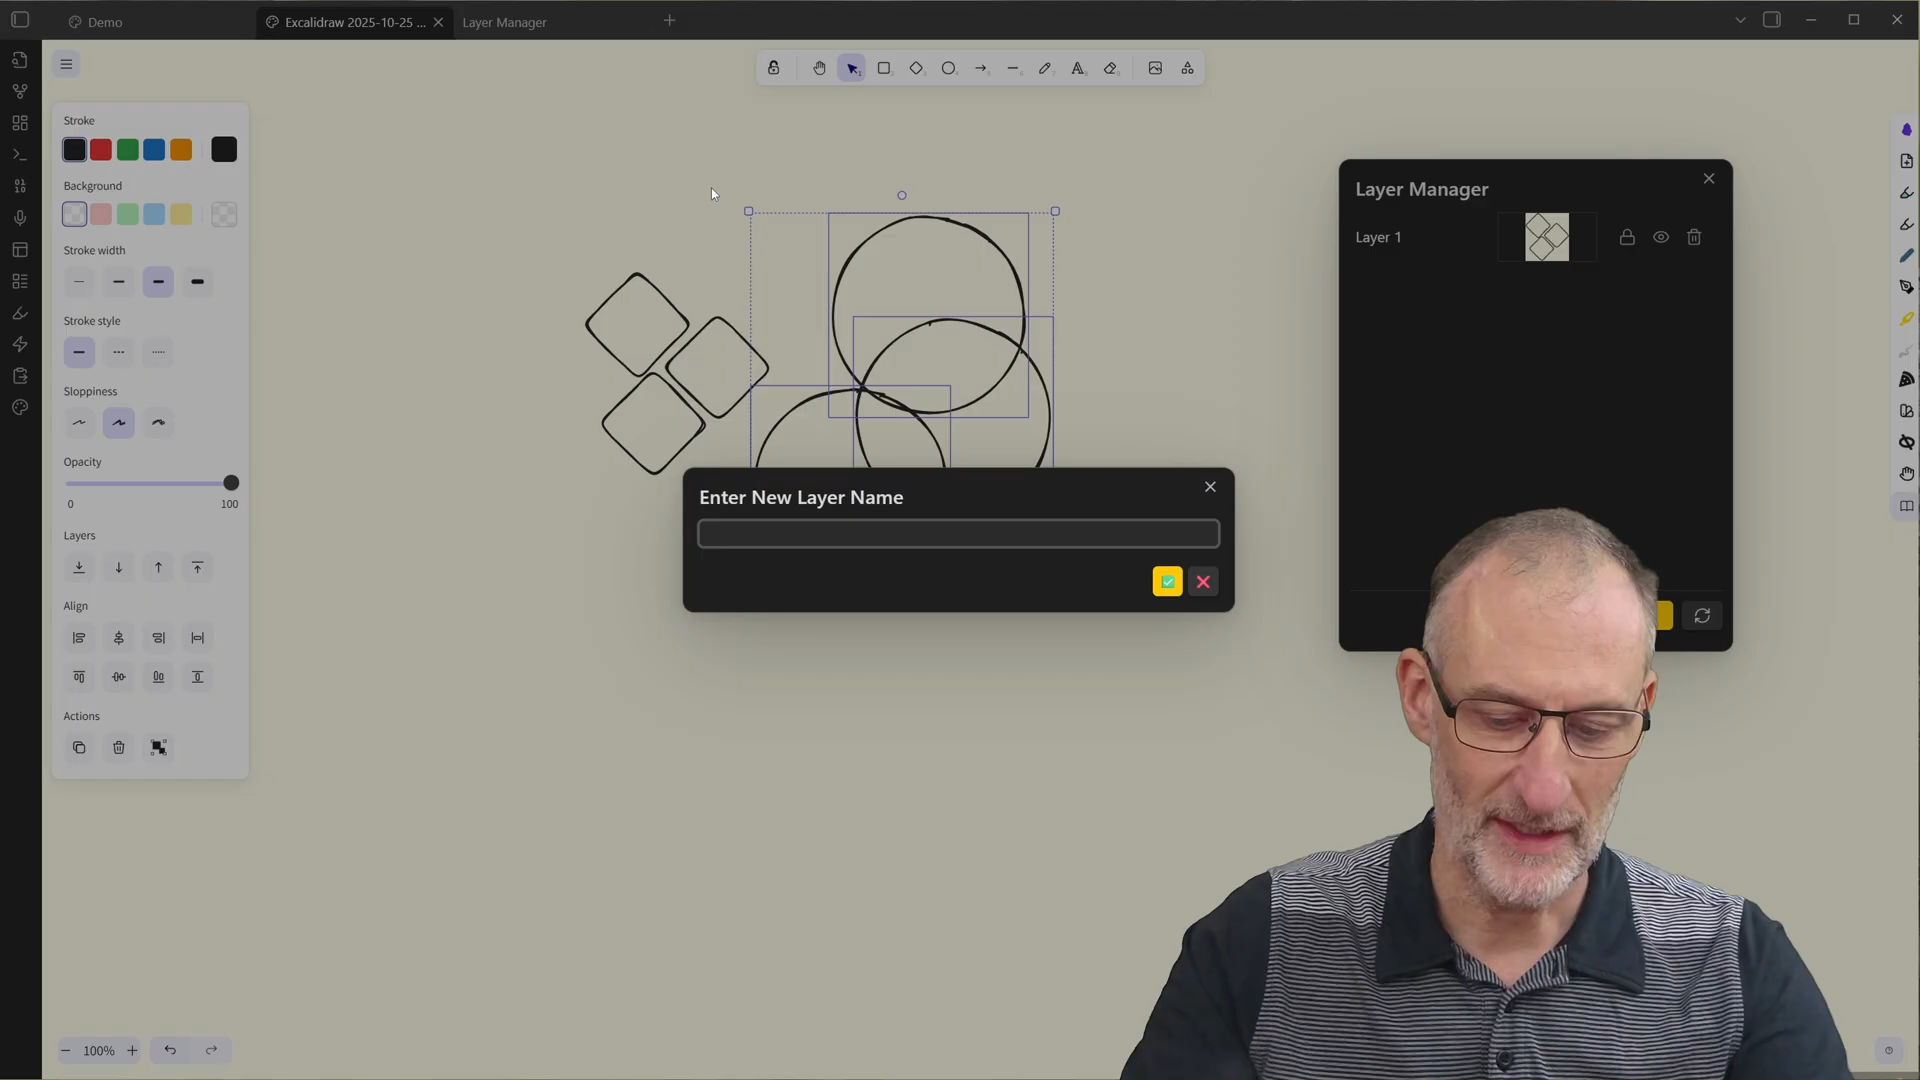 Demo
Excalidraw 2025-10-25 ...
Layer Manager
Stroke
Background
Stroke width
Stroke style
Sloppiness
Opacity
0
100
Layers
Align
Actions
100%
Enter New Layer Name
Layer Manager
Layer 1